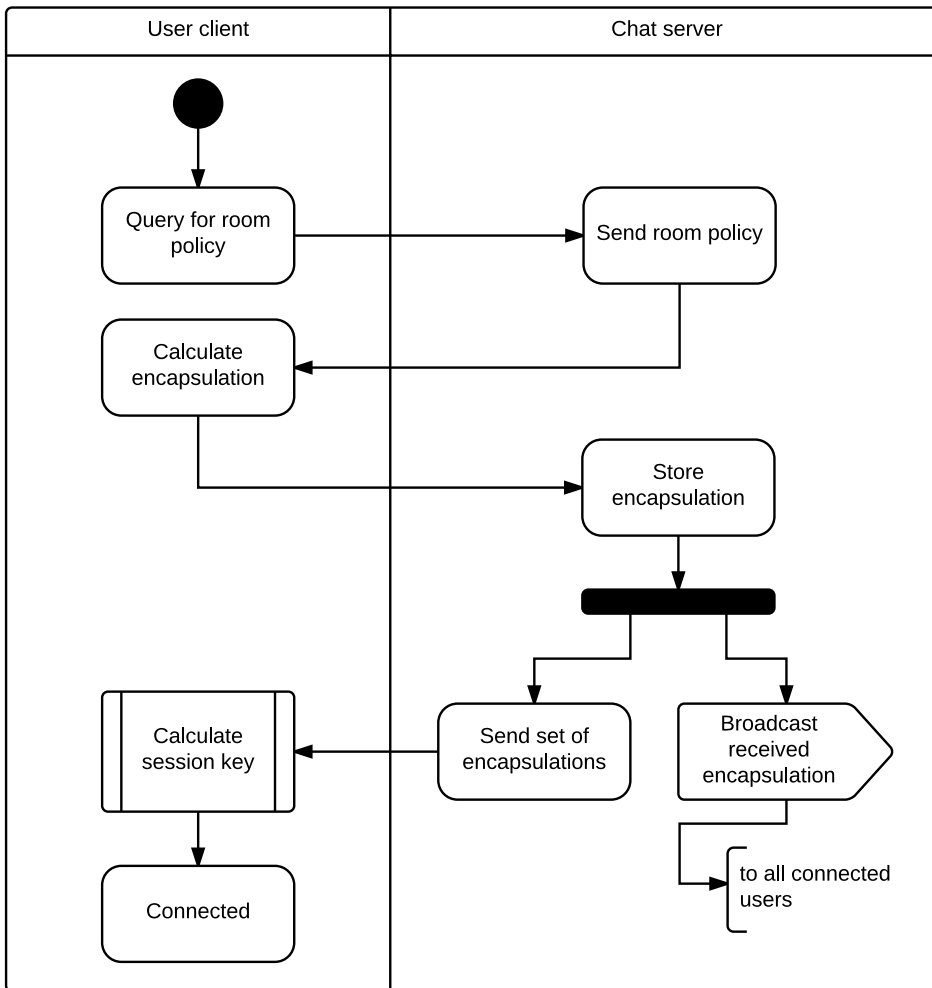 User client
Chat server
Query for room
policy
Send room policy
Calculate
encapsulation
Store
encapsulation
Calculate
session key
Send set of
encapsulations
Broadcast
received
encapsulation
to all connected
users
Connected